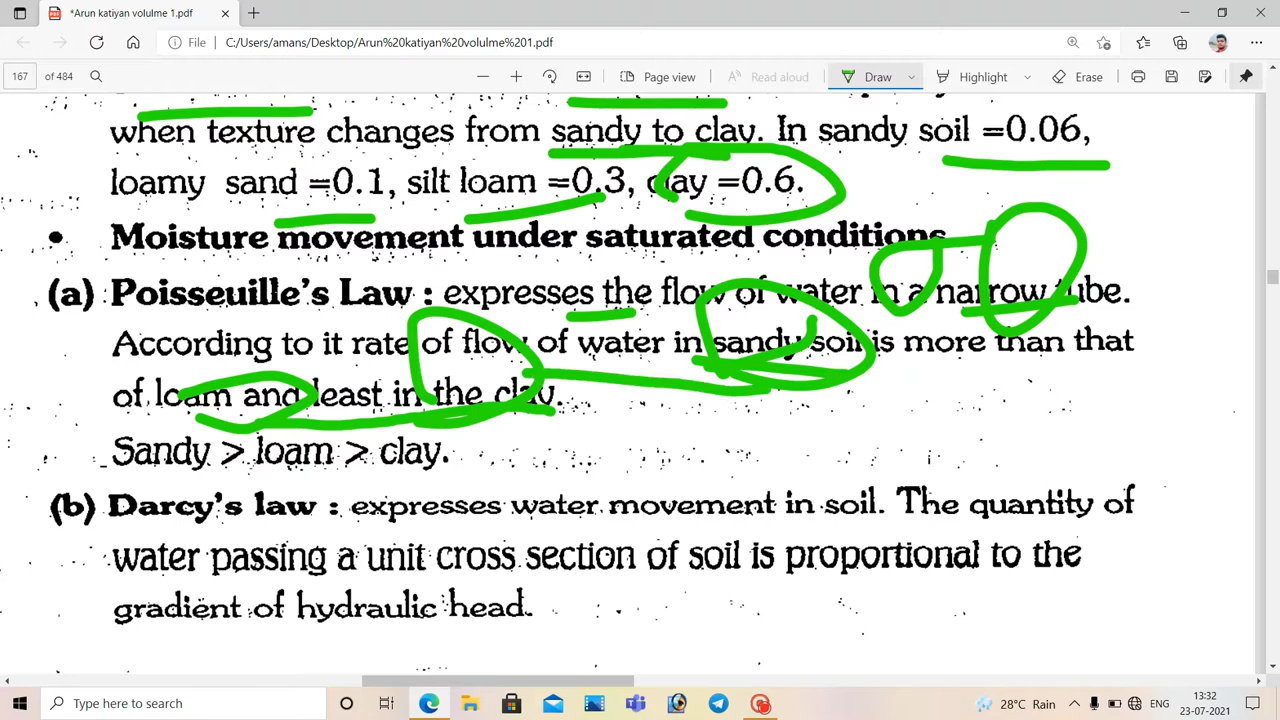 *Arun katiyan volulme 1.pdf
File C:/Users/amans/Desktop/Arun%20katiyan%20volulme%201.pdf
167 of 484 Page view Read aloud Draw Highlight Erase
when texture changes from sandy to clay. In sandy soil =0.06,
loamy sand =0.1, silt loam =0.3, clay =0.6.
• Moisture movement under saturated conditions
(a) Poisseuille's Law : expresses the flow of water in a narrow tube.
According to it rate of flow of water in sandy soil is more than that
of loam and least in the clay.
Sandy > loam > clay.
(b) Darcy's law : expresses water movement in soil. The quantity of
water passing a unit cross section of soil is proportional to the
gradient of hydraulic head.
Type here to search 28°C Rain ENG 13:32
23-07-2021